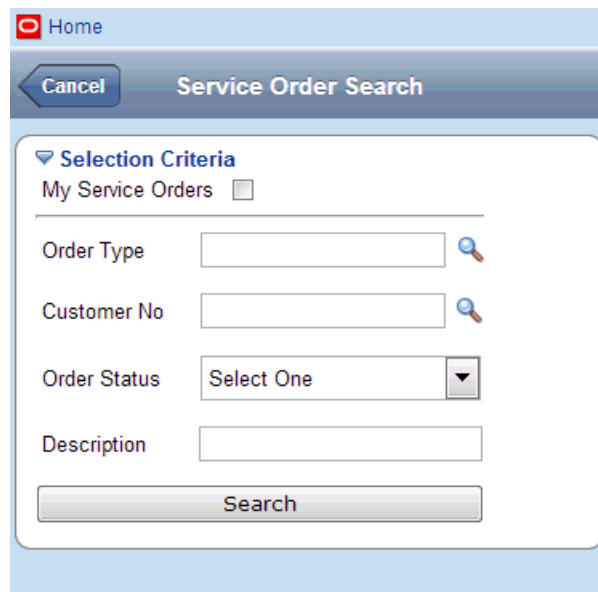 Home
Cancel
Service Order Search
Selection Criteria
My Service Orders
Order Type
Customer No
Order Status
Select One
Description
Search